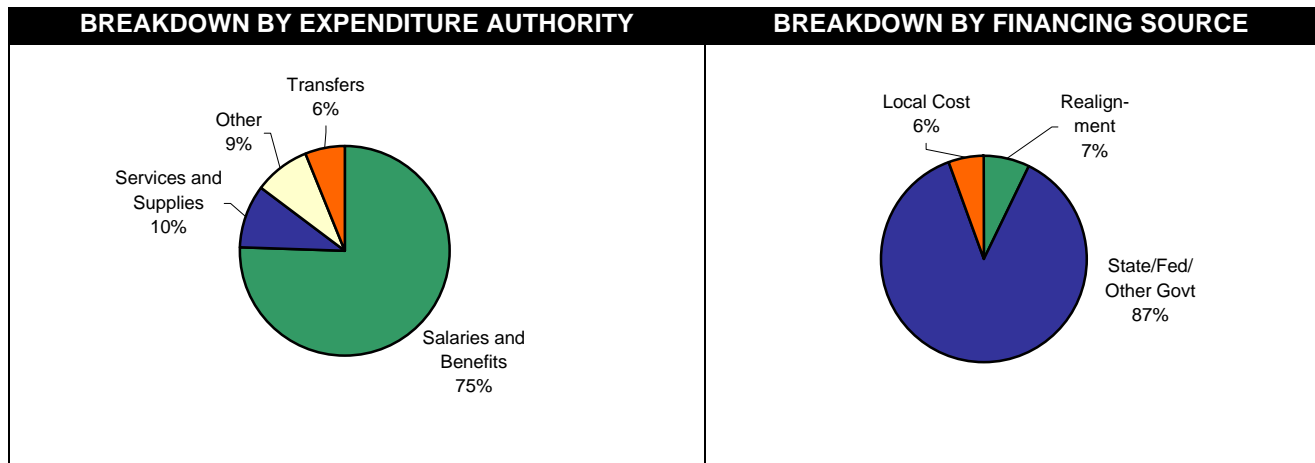 BREAKDOWN BY EXPENDITURE AUTHORITY
Transfers
6%
Other
9%
Services and
Supplies
10%
Salaries and
Benefits
75%
BREAKDOWN BY FINANCING SOURCE
Local Cost
6%
Realign-
ment
7%
State/Fed/
Other Govt
87%